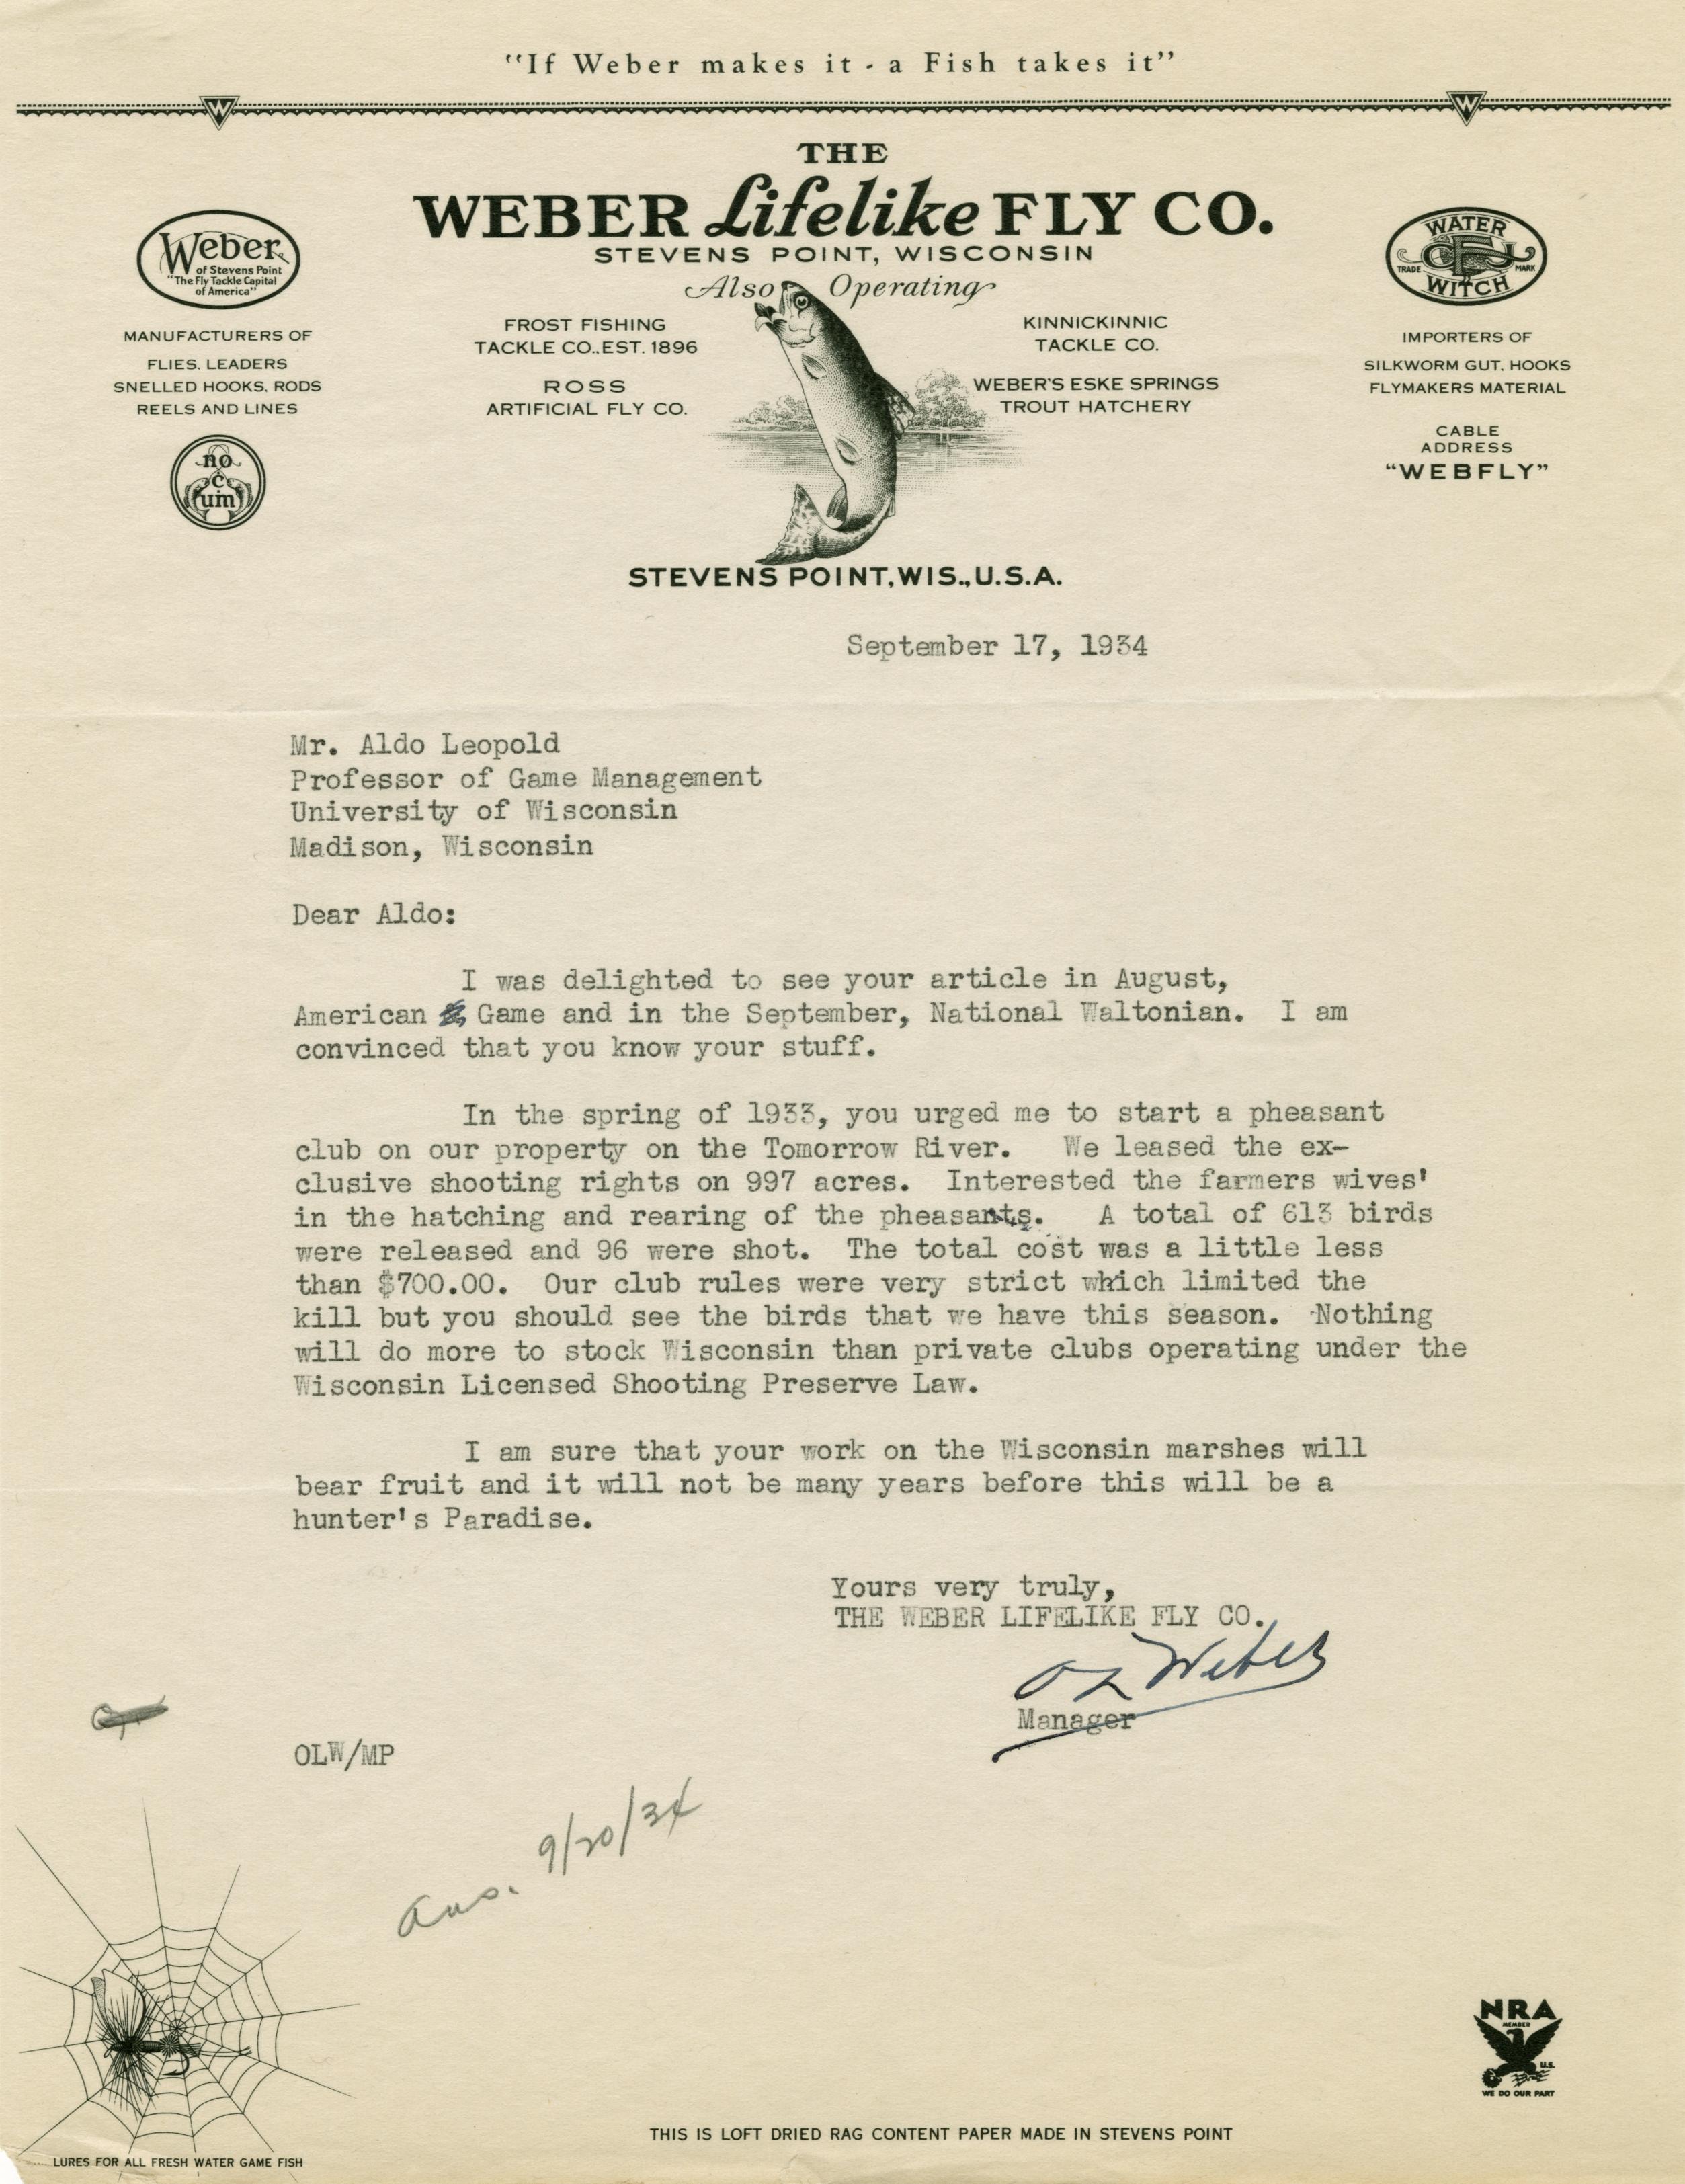 "If Weber makes it - a Fish takes it"
W W
THE
WEBER Lifelike FLY CO.
STEVENS POINT, WISCONSIN
Also Operating
Weber
of Stevens Point
"The Fly Tackle Capital
of America"
MANUFACTURERS OF
FLIES. LEADERS
SNELLED HOOKS. RODS
REELS AND LINES
no
c
um
FROST FISHING
TACKLE CO., EST. 1896
ROSS
ARTIFICIAL FLY CO.
KINNICKINNIC
TACKLE CO.
WEBER'S ESKE SPRINGS
TROUT HATCHERY
WATER
TRADE MARK
WITCH
IMPORTERS OF
SILKWORM GUT. HOOKS
FLYMAKERS MATERIAL
CABLE
ADDRESS
"WEBFLY"
STEVENS POINT, WIS., U.S.A.
September 17, 1934
Mr. Aldo Leopold
Professor of Game Management
University of Wisconsin
Madison, Wisconsin
Dear Aldo:
I was delighted to see your article in August,
American Game and in the September, National Waltonian. I am
convinced that you know your stuff.
In the spring of 1933, you urged me to start a pheasant
club on our property on the Tomorrow River. We leased the ex-
clusive shooting rights on 997 acres. Interested the farmers wives'
in the hatching and rearing of the pheasants. A total of 613 birds
were released and 96 were shot. The total cost was a little less
than $700.00. Our club rules were very strict which limited the
kill but you should see the birds that we have this season. Nothing
will do more to stock Wisconsin than private clubs operating under the
Wisconsin Licensed Shooting Preserve Law.
I am sure that your work on the Wisconsin marshes will
bear fruit and it will not be many years before this will be a
hunter's Paradise.
Yours very truly,
THE WEBER LIFELIKE FLY CO.
O L Weber
Manager
OLW/MP
ans. 9/20/34
LURES FOR ALL FRESH WATER GAME FISH
THIS IS LOFT DRIED RAG CONTENT PAPER MADE IN STEVENS POINT
NRA
MEMBER
U.S.
WE DO OUR PART